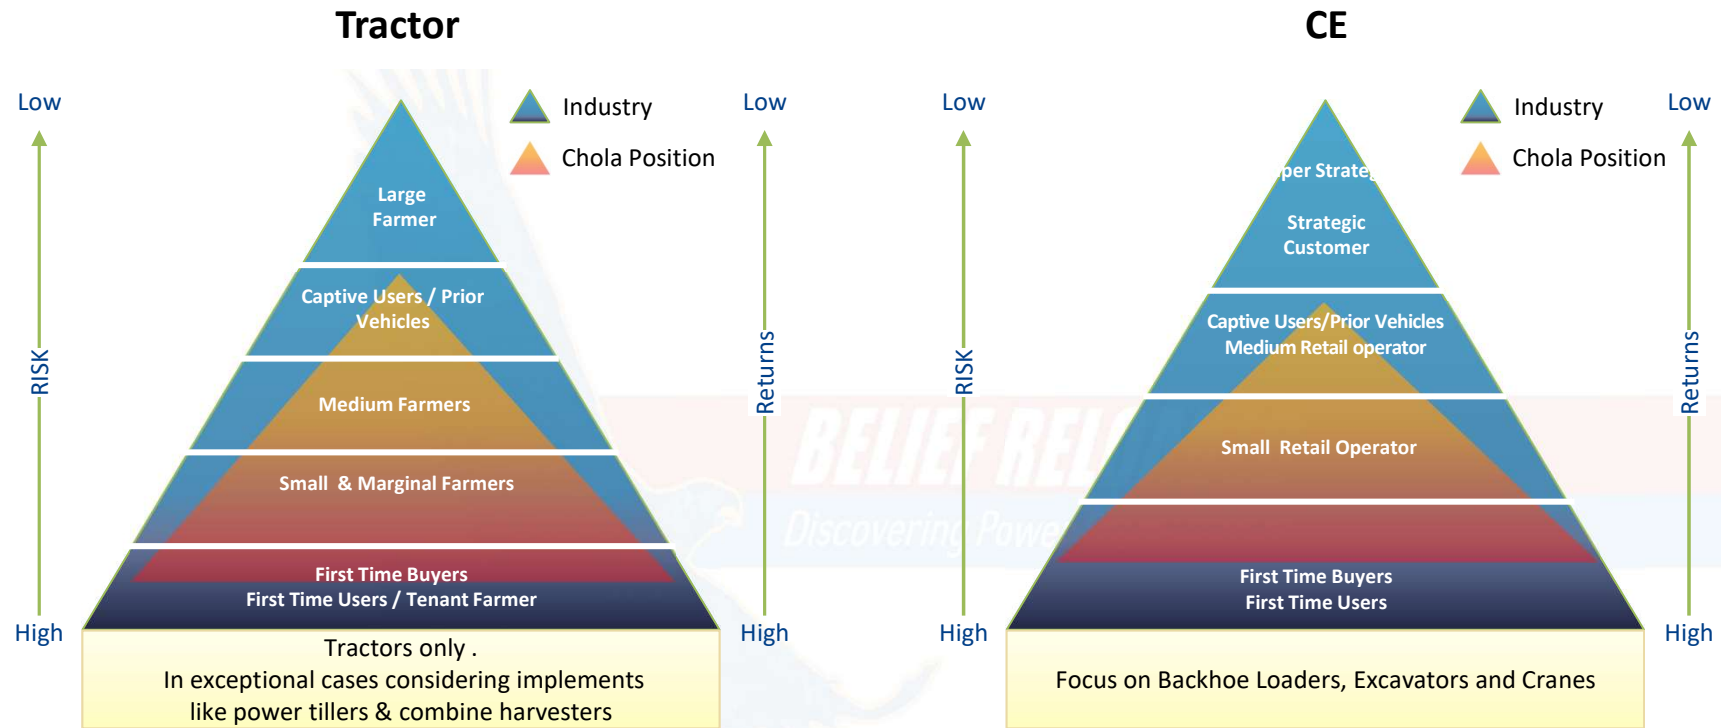 Tractor
Low
RISK
High
Industry
Chola Position
Low
Returns
High
Large
Farmer
Captive Users / Prior
Vehicles
Medium Farmers
Small & Marginal Farmers
First Time Buyers
First Time Users / Tenant Farmer
Tractors only .
In exceptional cases considering implements
like power tillers & combine harvesters
BELIEF
Discovering
CE
Low
RISK
High
Industry
Chola Position
Low
Returns
High
Strategic
Customer
Captive Users/Prior Vehicles
Medium Retail operator
Small Retail Operator
First Time Buyers
First Time Users
Focus on Backhoe Loaders, Excavators and Cranes